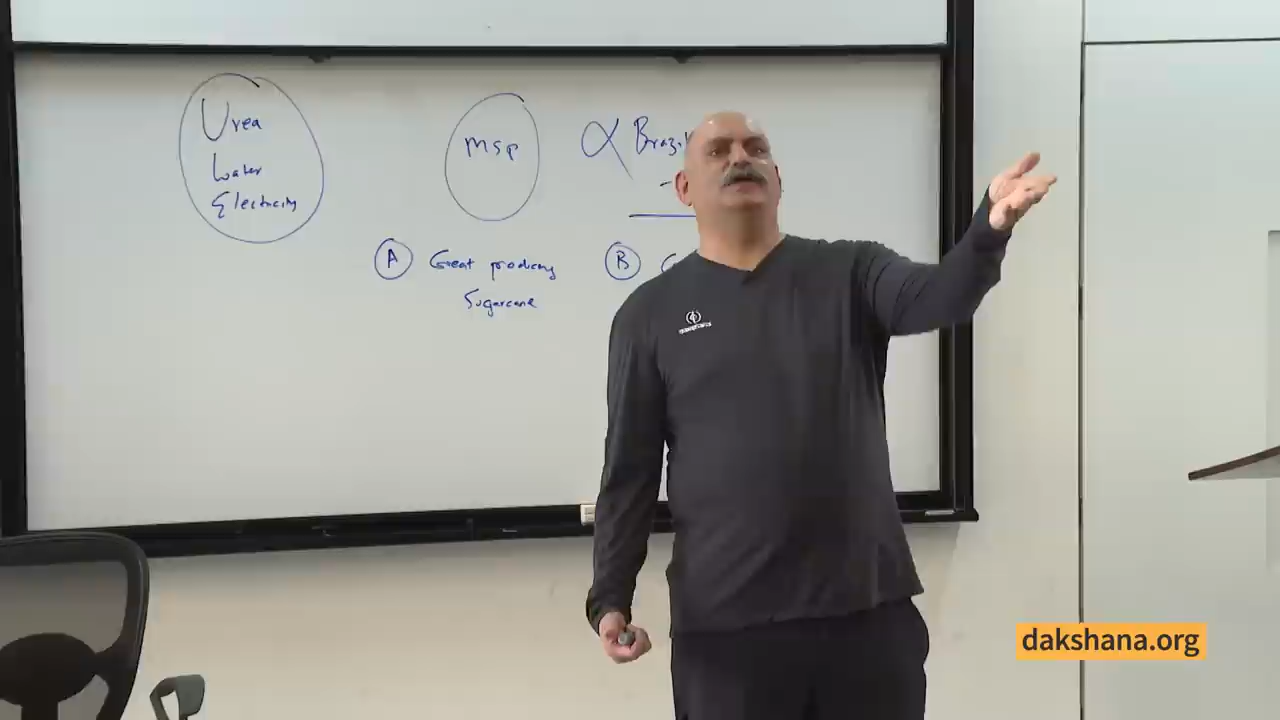 Urea
Water
Electricity
MSP
α Brazil
A Great producing
Sugarcane
B
dakshana.org